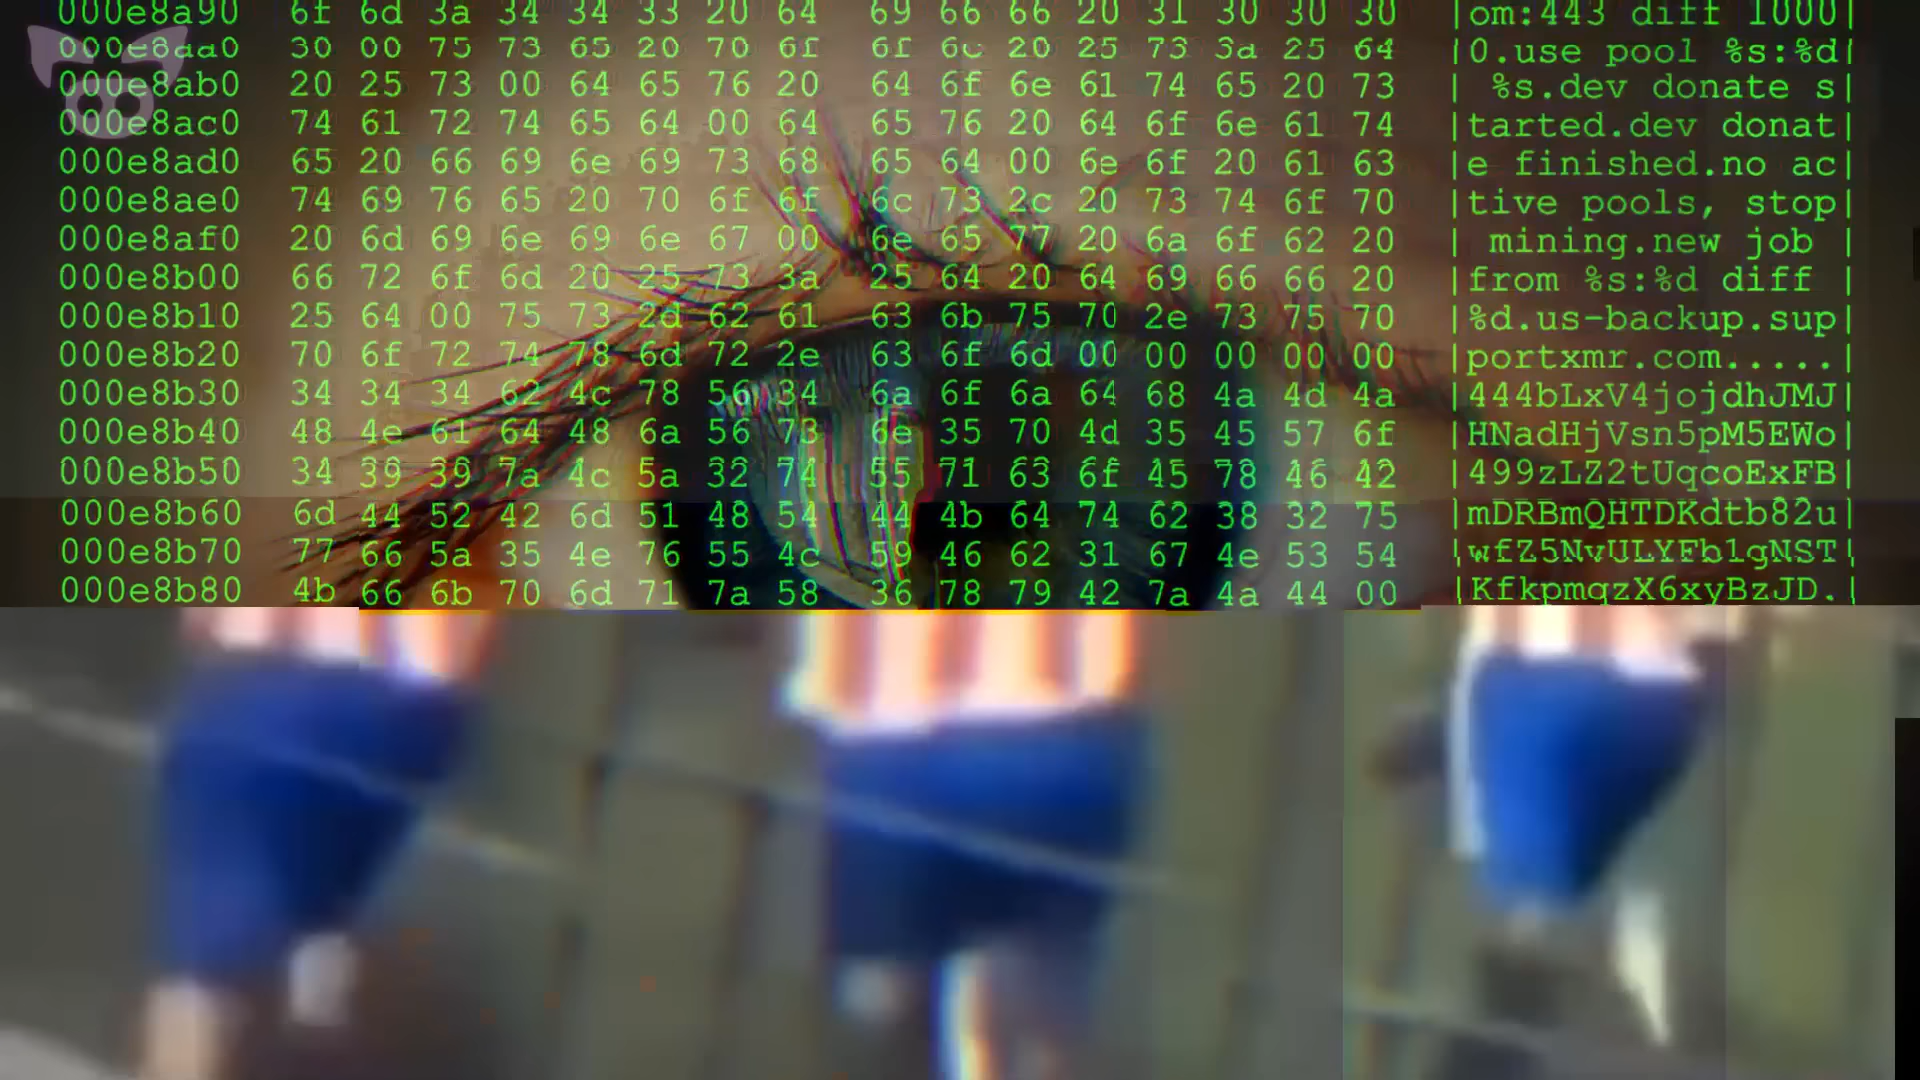 000e8a90 6f 6d 3a 34 34 33 20 64 69 66 66 20 31 30 30 30 |om:443 diff 1000|
000e8aa0 30 00 75 73 65 20 70 6f 6f 6c 20 25 73 3a 25 64 |0.use pool %s:%d|
000e8ab0 20 25 73 00 64 65 76 20 64 6f 6e 61 74 65 20 73 | %s.dev donate s|
000e8ac0 74 61 72 74 65 64 00 64 65 76 20 64 6f 6e 61 74 |tarted.dev donat|
000e8ad0 65 20 66 69 6e 69 73 68 65 64 00 6e 6f 20 61 63 |e finished.no ac|
000e8ae0 74 69 76 65 20 70 6f 6f 6c 73 2c 20 73 74 6f 70 |tive pools, stop|
000e8af0 20 6d 69 6e 69 6e 67 00 6e 65 77 20 6a 6f 62 20 | mining.new job |
000e8b00 66 72 6f 6d 20 25 73 3a 25 64 20 64 69 66 66 20 |from %s:%d diff |
000e8b10 25 64 00 75 73 2d 62 61 63 6b 75 70 2e 73 75 70 |%d.us-backup.sup|
000e8b20 70 6f 72 74 78 6d 72 2e 63 6f 6d 00 00 00 00 00 |portxmr.com.....|
000e8b30 34 34 34 62 4c 78 56 34 6a 6f 6a 64 68 4a 4d 4a |444bLxV4jojdhJMJ|
000e8b40 48 4e 61 64 48 6a 56 73 6e 35 70 4d 35 45 57 6f |HNadHjVsn5pM5EWo|
000e8b50 34 39 39 7a 4c 5a 32 74 55 71 63 6f 45 78 46 42 |499zLZ2tUqcoExFB|
000e8b60 6d 44 52 42 6d 51 48 54 44 4b 64 74 62 38 32 75 |mDRBmQHTDKdtb82u|
000e8b70 77 66 5a 35 4e 76 55 4c 59 46 62 31 67 4e 53 54 |wfZ5NvULYFb1gNST|
000e8b80 4b 66 6b 70 6d 71 7a 58 36 78 79 42 7a 4a 44 00 |KfkpmqzX6xyBzJD.|